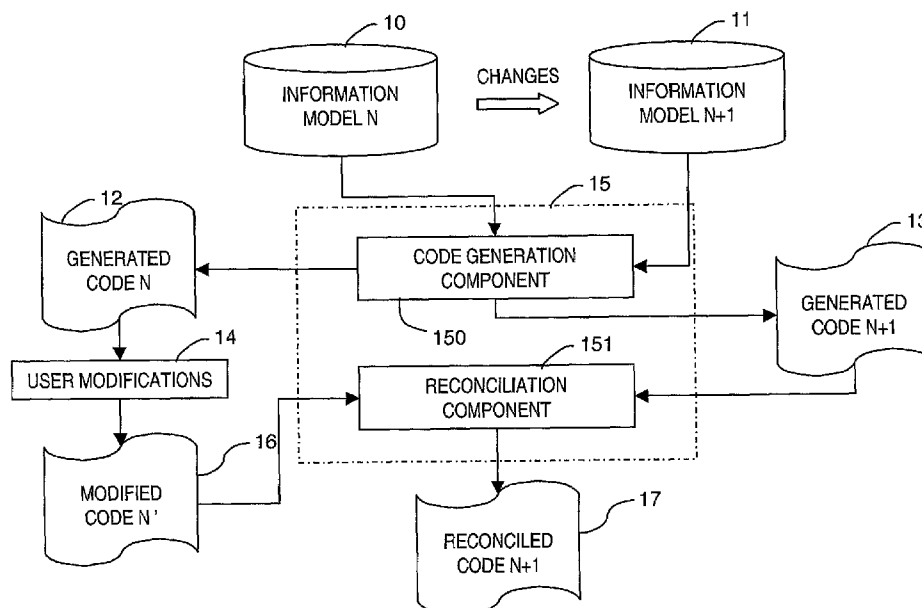 10
11
INFORMATION
MODEL N
CHANGES
INFORMATION
MODEL N+1
12
15
13
GENERATED
CODE N
CODE GENERATION
COMPONENT
GENERATED
CODE N+1
150
14
151
USER MODIFICATIONS
RECONCILIATION
COMPONENT
16
MODIFIED
CODE N'
17
RECONCILED
CODE N+1